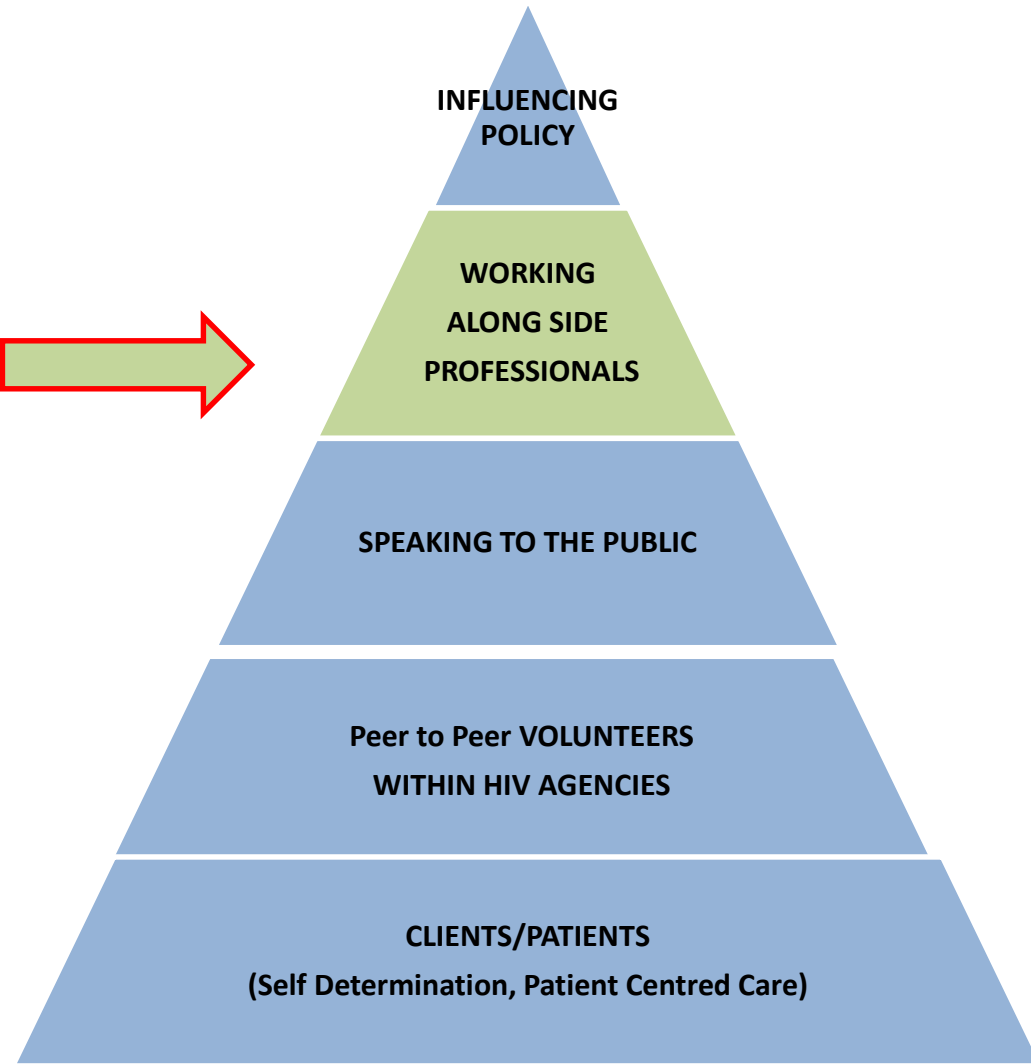 INFLUENCING
POLICY
WORKING
ALONG SIDE
PROFESSIONALS
SPEAKING TO THE PUBLIC
Peer to Peer VOLUNTEERS
WITHIN HIV AGENCIES
CLIENTS/PATIENTS
(Self Determination, Patient Centred Care)